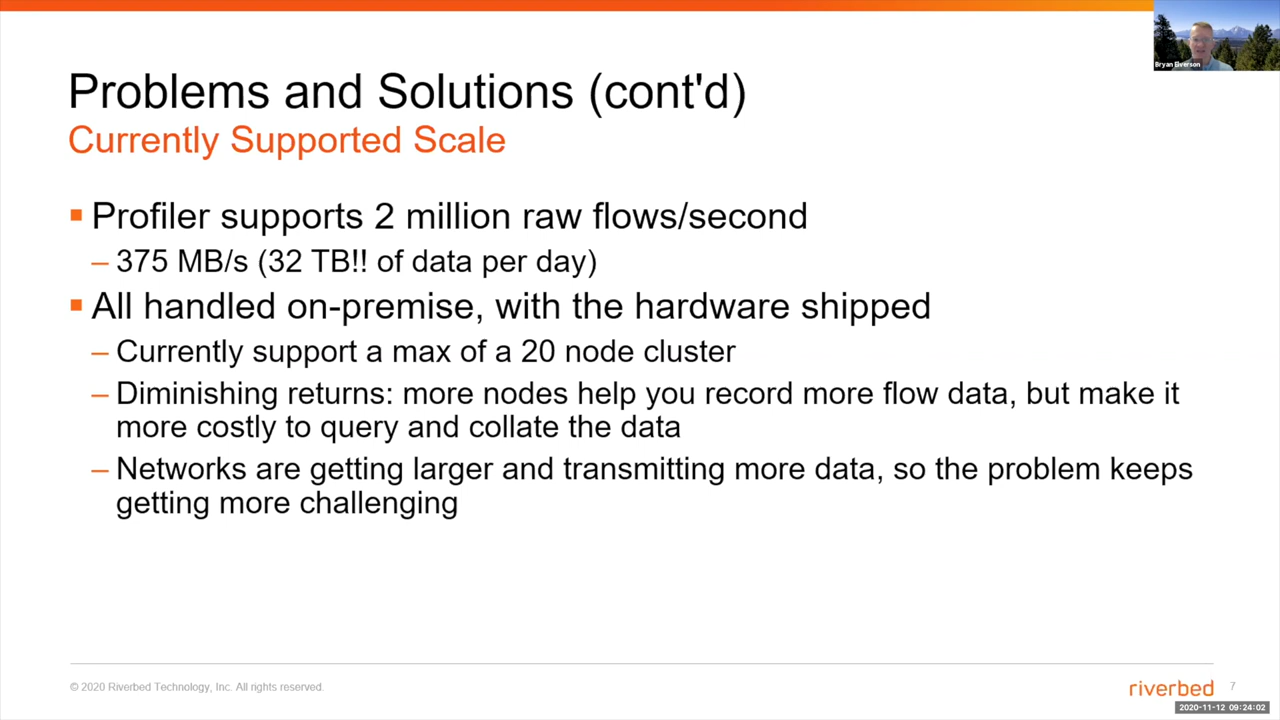 Bryan Elverson
Problems and Solutions (cont'd)
Currently Supported Scale
Profiler supports 2 million raw flows/second
– 375 MB/s (32 TB!! of data per day)
All handled on-premise, with the hardware shipped
– Currently support a max of a 20 node cluster
– Diminishing returns: more nodes help you record more flow data, but make it
more costly to query and collate the data
– Networks are getting larger and transmitting more data, so the problem keeps
getting more challenging
© 2020 Riverbed Technology, Inc. All rights reserved.
riverbed
7
2020-11-12 09:24:02